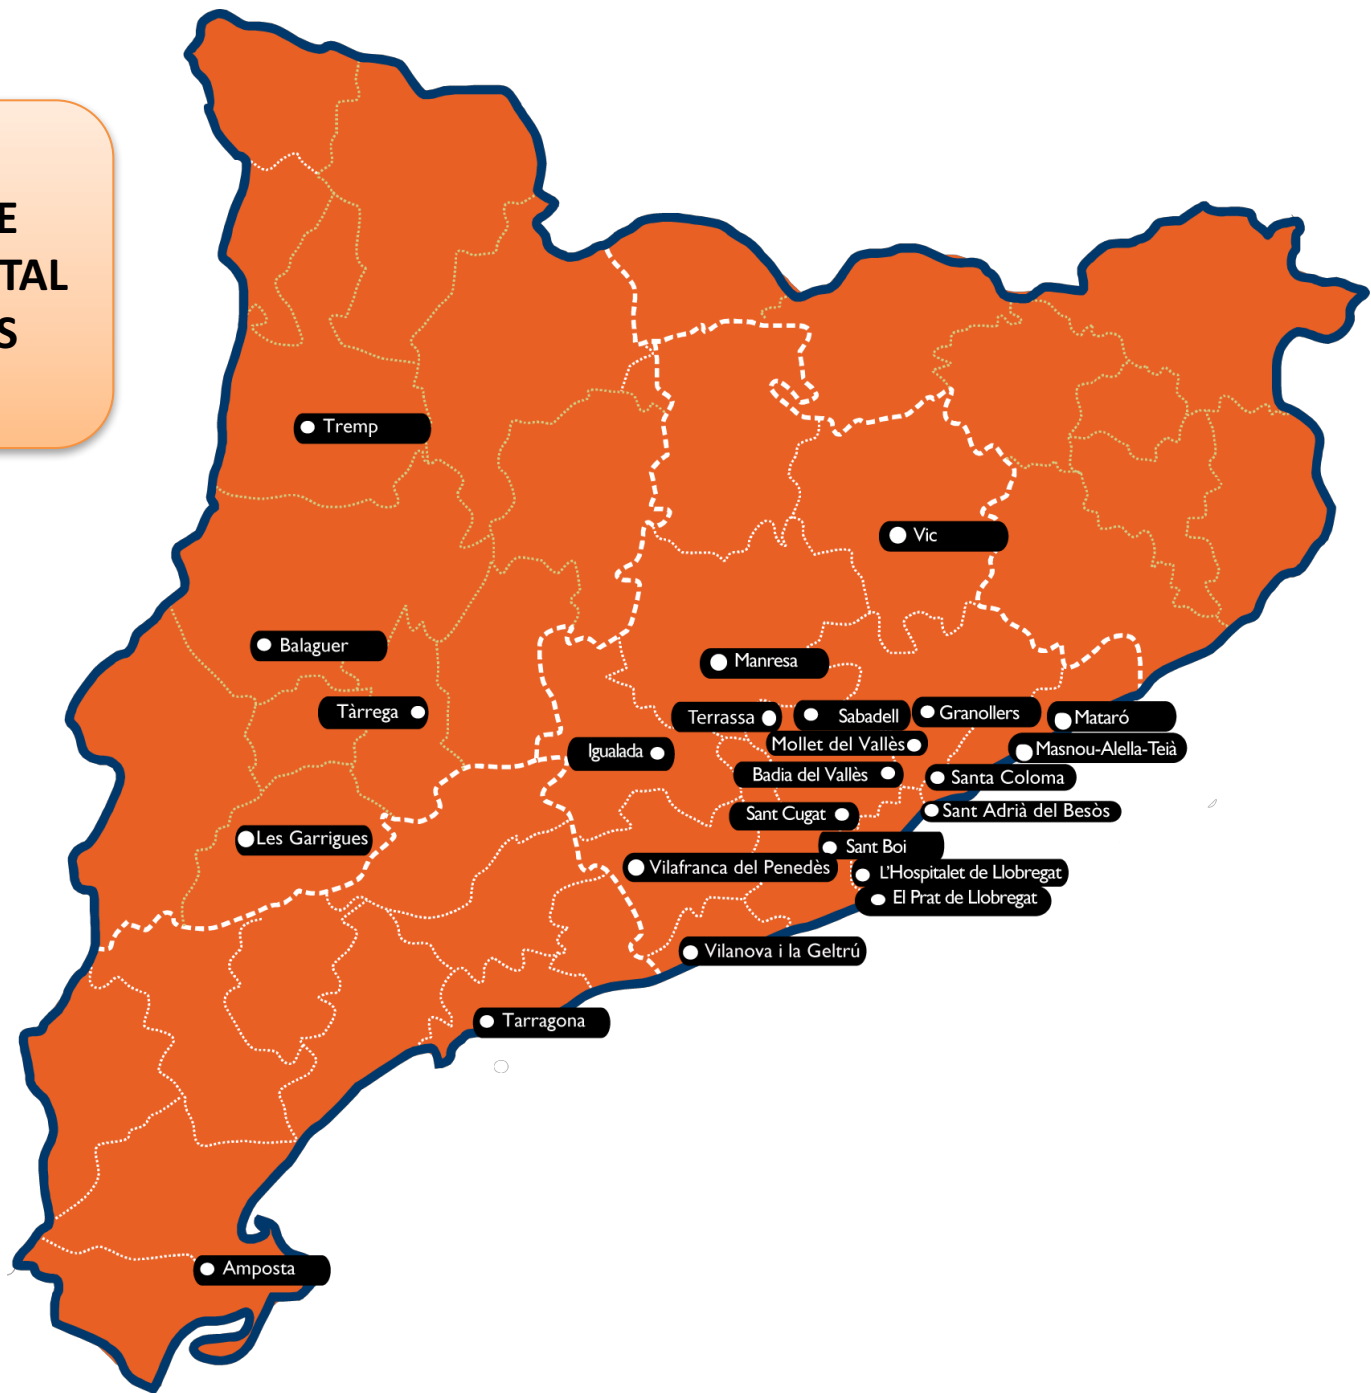 E
TAL
S
Tremp
Vic
Balaguer
Manresa
Tàrrega
Terrassa
Sabadell
Granollers
Mataró
Igualada
Mollet del Vallès
Masnou-Alella-Teià
Badia del Vallès
Santa Coloma
Sant Cugat
Sant Adrià del Besòs
Les Garrigues
Sant Boi
Vilafranca del Penedès
L'Hospitalet de Llobregat
El Prat de Llobregat
Vilanova i la Geltrú
Tarragona
Amposta